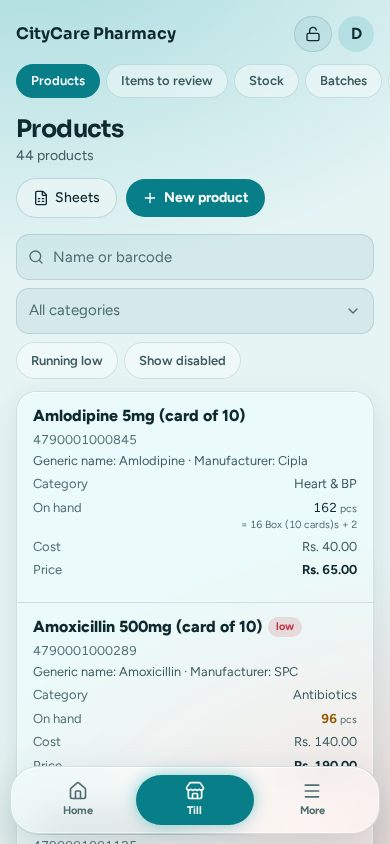 CityCare Pharmacy
D
Products
Items to review
Stock
Batches
Products
44 products
Sheets
New product
Name or barcode
All categories
Running low
Show disabled
Amlodipine 5mg (card of 10)
4790001000845
Generic name: Amlodipine · Manufacturer: Cipla
Category Heart & BP
On hand 162 pcs
= 16 Box (10 cards)s + 2
Cost Rs. 40.00
Price Rs. 65.00
Amoxicillin 500mg (card of 10) low
4790001000289
Generic name: Amoxicillin · Manufacturer: SPC
Category Antibiotics
On hand 96 pcs
Cost Rs. 140.00
Price Rs. 190.00
Home
Till
More